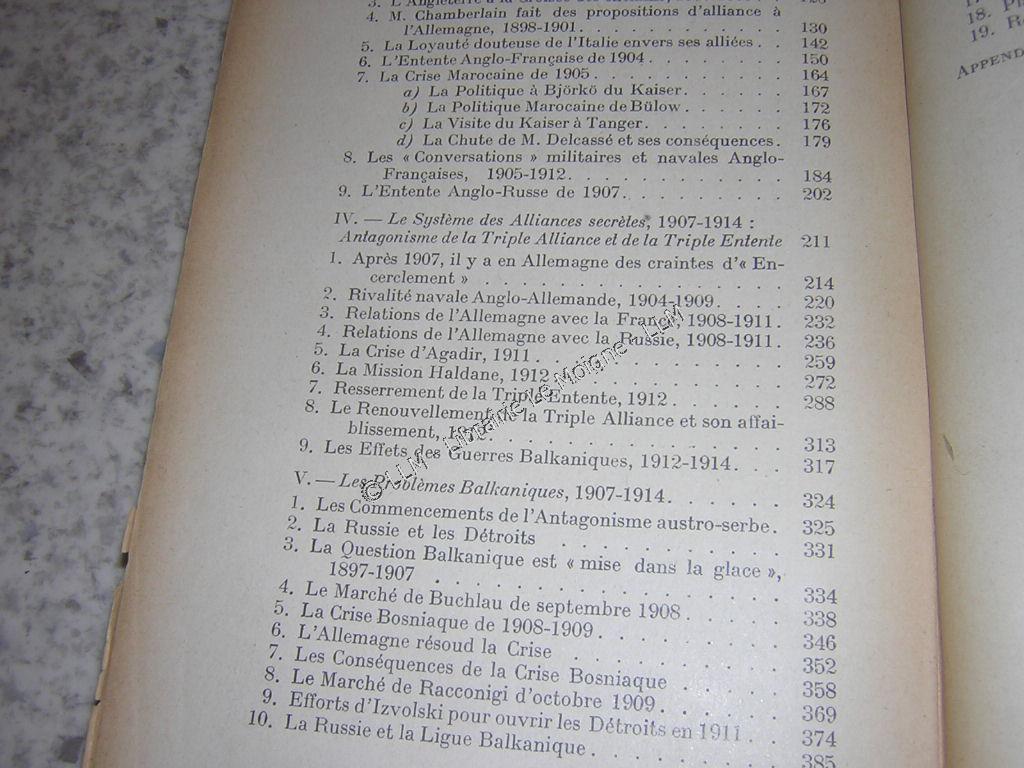 3. L'Angleterre à la
4. M. Chamberlain fait des propositions d'alliance à
l'Allemagne, 1898-1901. 130
5. La Loyauté douteuse de l'Italie envers ses alliées. 142
6. L'Entente Anglo-Française de 1904. 150
7. La Crise Marocaine de 1905. 164
a) La Politique à Björkö du Kaiser. 167
b) La Politique Marocaine de Bülow. 172
c) La Visite du Kaiser à Tanger. 176
d) La Chute de M. Delcassé et ses conséquences. 179
8. Les « Conversations » militaires et navales Anglo-
Françaises, 1905-1912. 184
9. L'Entente Anglo-Russe de 1907. 202
IV. — Le Système des Alliances secrètes, 1907-1914 :
Antagonisme de la Triple Alliance et de la Triple Entente 211
1. Après 1907, il y a en Allemagne des craintes d'« En-
cerclement » 214
2. Rivalité navale Anglo-Allemande, 1904-1909. 220
3. Relations de l'Allemagne avec la France, 1908-1911. 232
4. Relations de l'Allemagne avec la Russie, 1908-1911. 236
5. La Crise d'Agadir, 1911. 259
6. La Mission Haldane, 1912. 272
7. Resserrement de la Triple Entente, 1912. 288
8. Le Renouvellement de la Triple Alliance et son affai-
blissement, 313
9. Les Effets des Guerres Balkaniques, 1912-1914. 317
V. — Les Problèmes Balkaniques, 1907-1914. 324
1. Les Commencements de l'Antagonisme austro-serbe. 325
2. La Russie et les Détroits 331
3. La Question Balkanique est « mise dans la glace »,
1897-1907 334
4. Le Marché de Buchlau de septembre 1908 338
5. La Crise Bosniaque de 1908-1909. 346
6. L'Allemagne résoud la Crise 352
7. Les Conséquences de la Crise Bosniaque 358
8. Le Marché de Racconigi d'octobre 1909. 369
9. Efforts d'Izvolski pour ouvrir les Détroits en 1911. 374
10. La Russie et la Ligue Balkanique. 385
18.
19.
APPEND
© LLM Librairie Le Moigne LLM